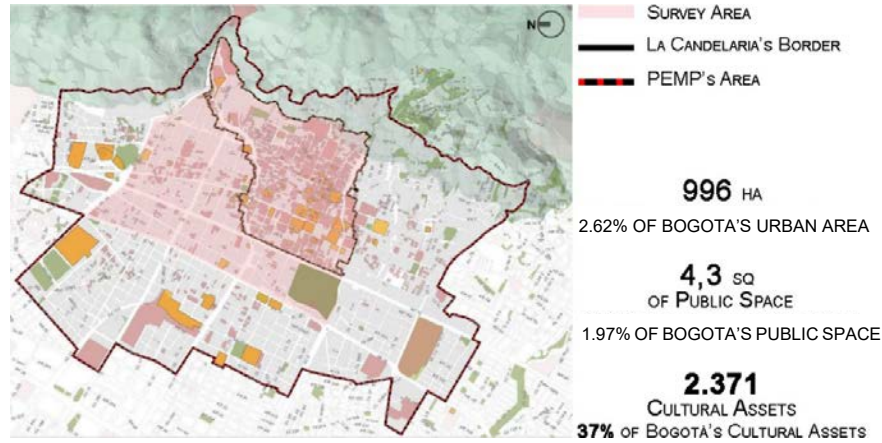 N
SURVEY AREA
LA CANDELARIA'S BORDER
PEMP'S AREA
996 HA
2.62% OF BOGOTA'S URBAN AREA
4,3 SQ
OF PUBLIC SPACE
1.97% OF BOGOTA'S PUBLIC SPACE
2.371
CULTURAL ASSETS
37% OF BOGOTÁ'S CULTURAL ASSETS